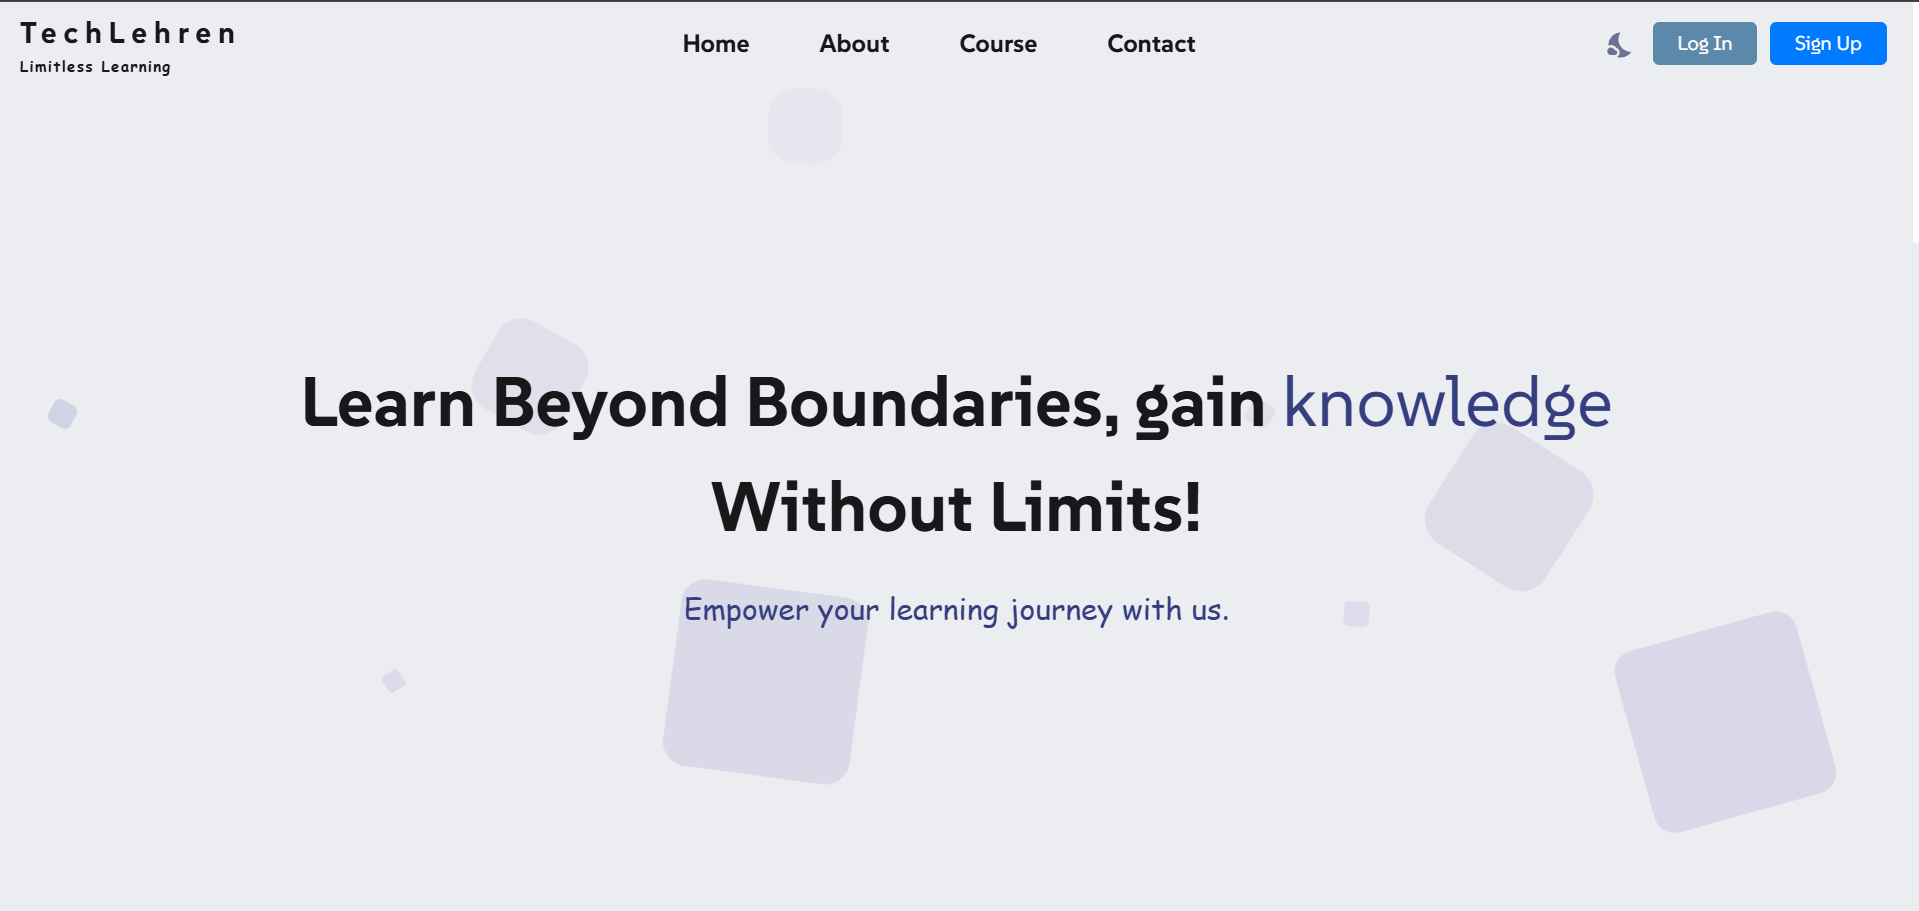 TechLehren
Limitless Learning
Home About Course Contact
Log In Sign Up
Learn Beyond Boundaries, gain knowledge
Without Limits!
Empower your learning journey with us.